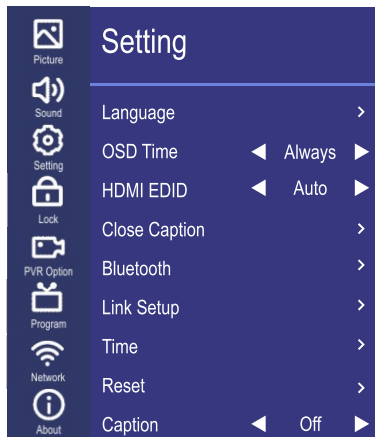 Picture
Sound
Setting
Lock
PVR Option
Program
Network
About
Setting
Language
OSD Time Always
HDMI EDID Auto
Close Caption
Bluetooth
Link Setup
Time
Reset
Caption Off